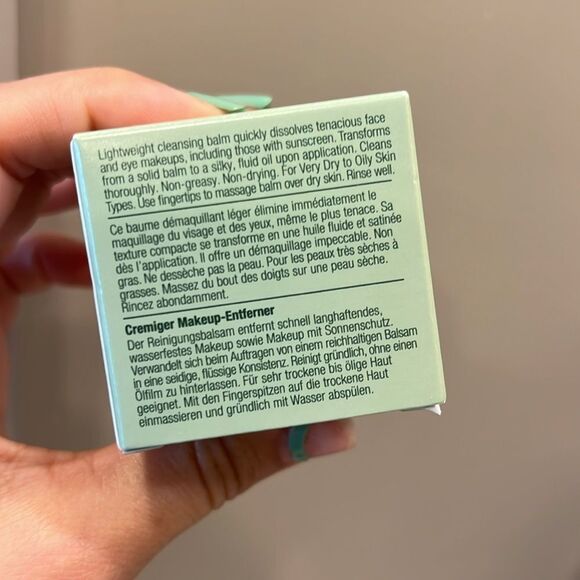 Lightweight cleansing balm quickly dissolves tenacious face
and eye makeups, including those with sunscreen. Transforms
from a solid balm to a silky, fluid oil upon application. Cleans
thoroughly. Non-greasy. Non-drying. For Very Dry to Oily Skin
Types. Use fingertips to massage balm over dry skin. Rinse well.
Ce baume démaquillant léger élimine immédiatement le
maquillage du visage et des yeux, même le plus tenace. Sa
texture compacte se transforme en une huile fluide et satinée
dès l'application. Il offre un démaquillage impeccable. Non
gras. Ne dessèche pas la peau. Pour les peaux très sèches à
grasses. Massez du bout des doigts sur une peau sèche.
Rincez abondamment.
Cremiger Makeup-Entferner
Der Reinigungsbalsam entfernt schnell langhaftendes,
wasserfestes Makeup sowie Makeup mit Sonnenschutz.
Verwandelt sich beim Auftragen von einem reichhaltigen Balsam
in eine seidige, flüssige Konsistenz. Reinigt gründlich, ohne einen
Ölfilm zu hinterlassen. Für sehr trockene bis ölige Haut
geeignet. Mit den Fingerspitzen auf die trockene Haut
einmassieren und gründlich mit Wasser abspülen.